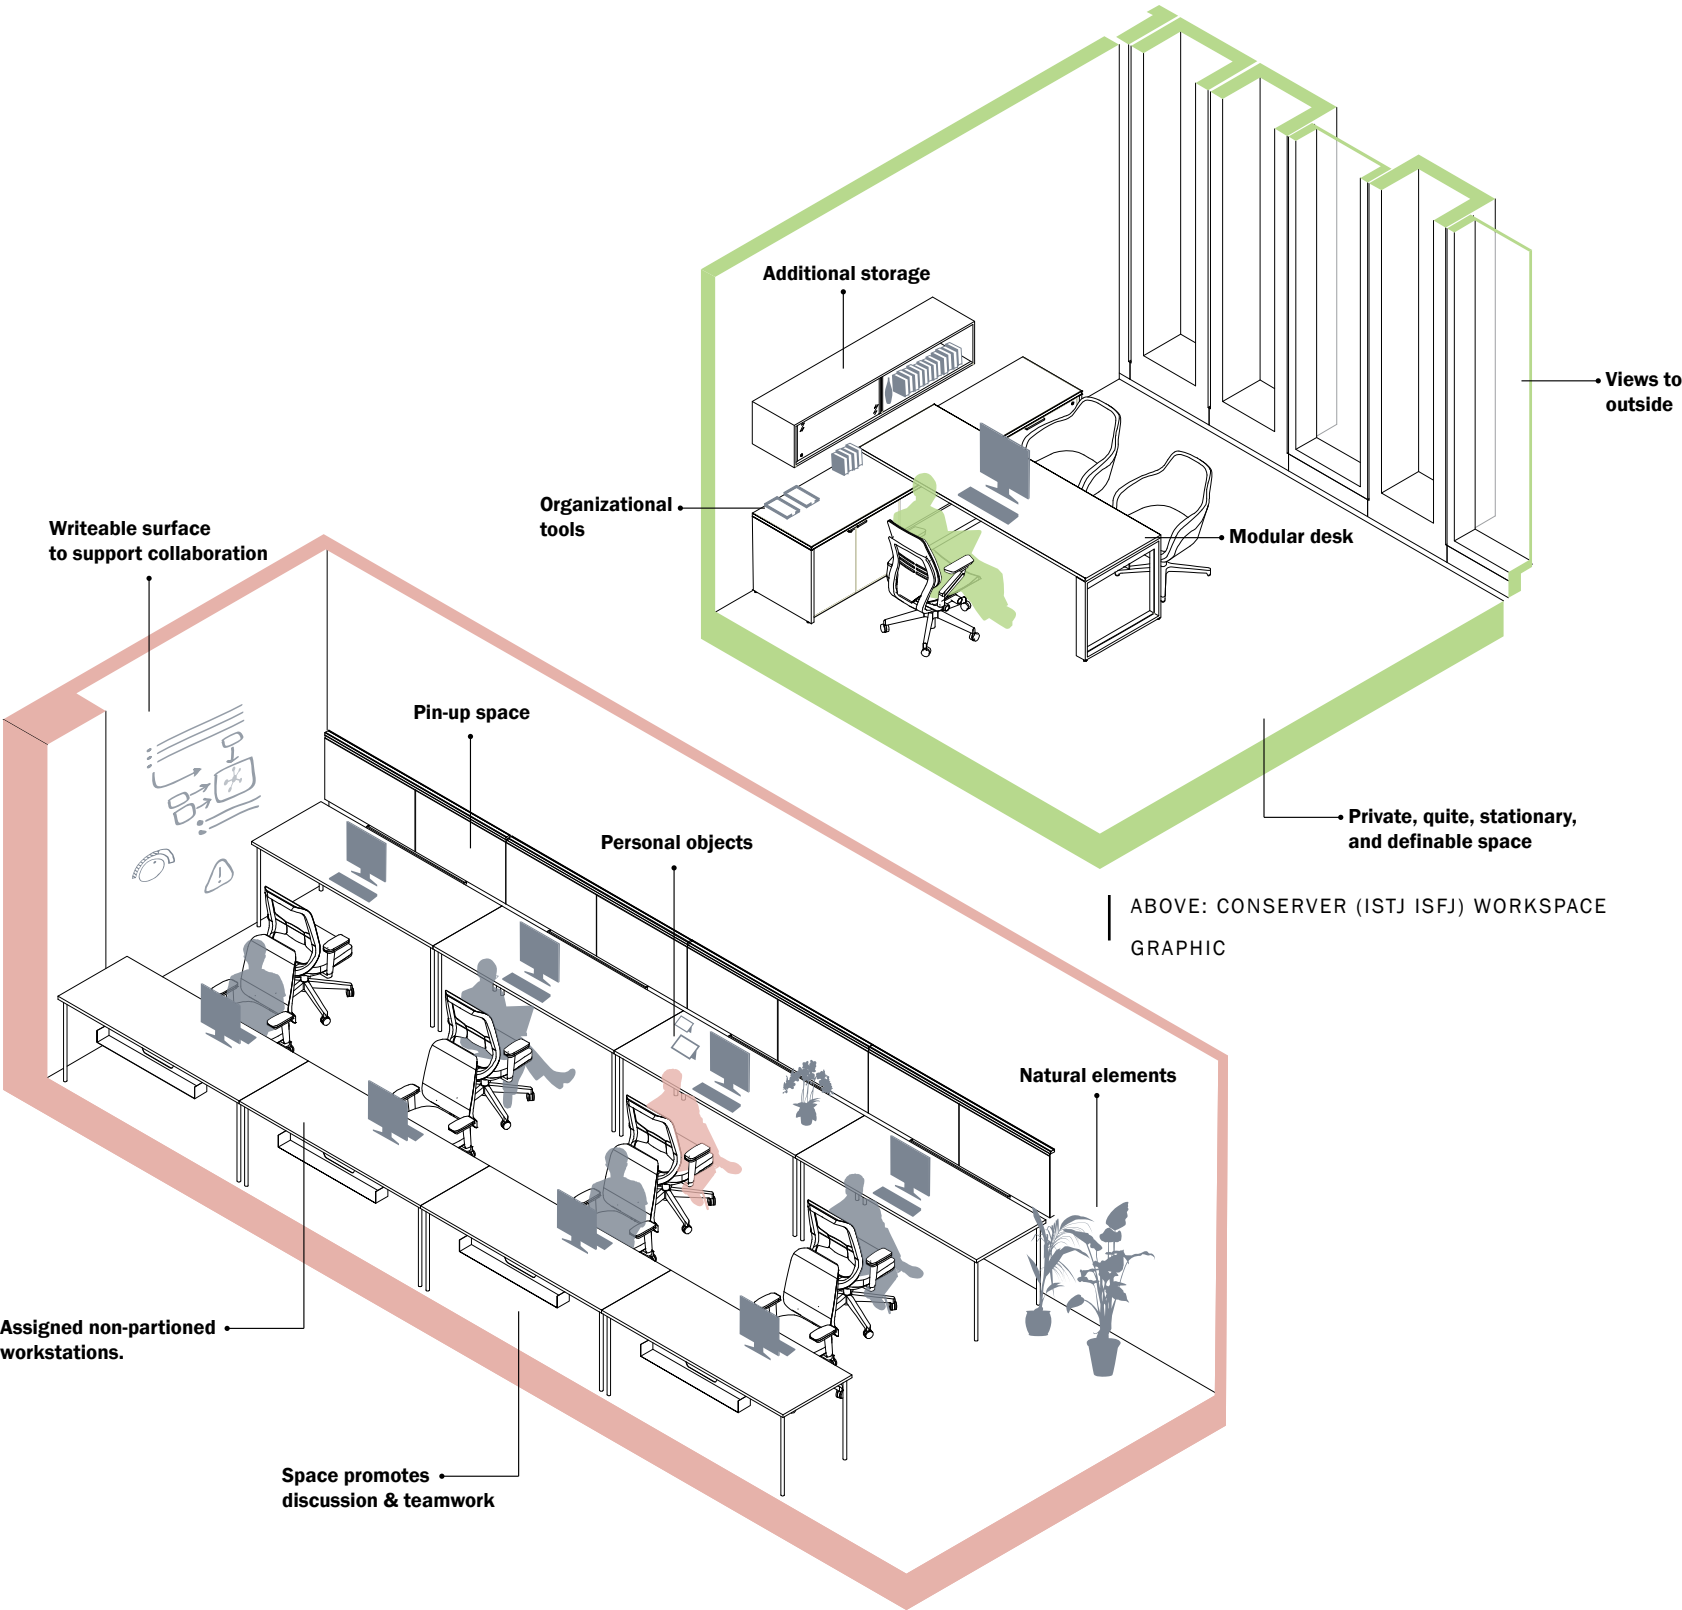 Additional storage
Views to
outside
Organizational
tools
Modular desk
Writeable surface
to support collaboration
Pin-up space
Private, quite, stationary,
and definable space
Personal objects
ABOVE: CONSERVER (ISTJ ISFJ) WORKSPACE
GRAPHIC
Natural elements
Assigned non-partioned
workstations.
Space promotes
discussion & teamwork